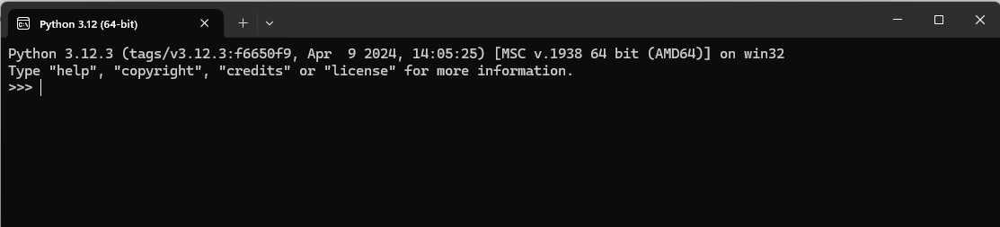 Python 3.12 (64-bit)
Python 3.12.3 (tags/v3.12.3:f6650f9, Apr  9 2024, 14:05:25) [MSC v.1938 64 bit (AMD64)] on win32
Type "help", "copyright", "credits" or "license" for more information.
>>>